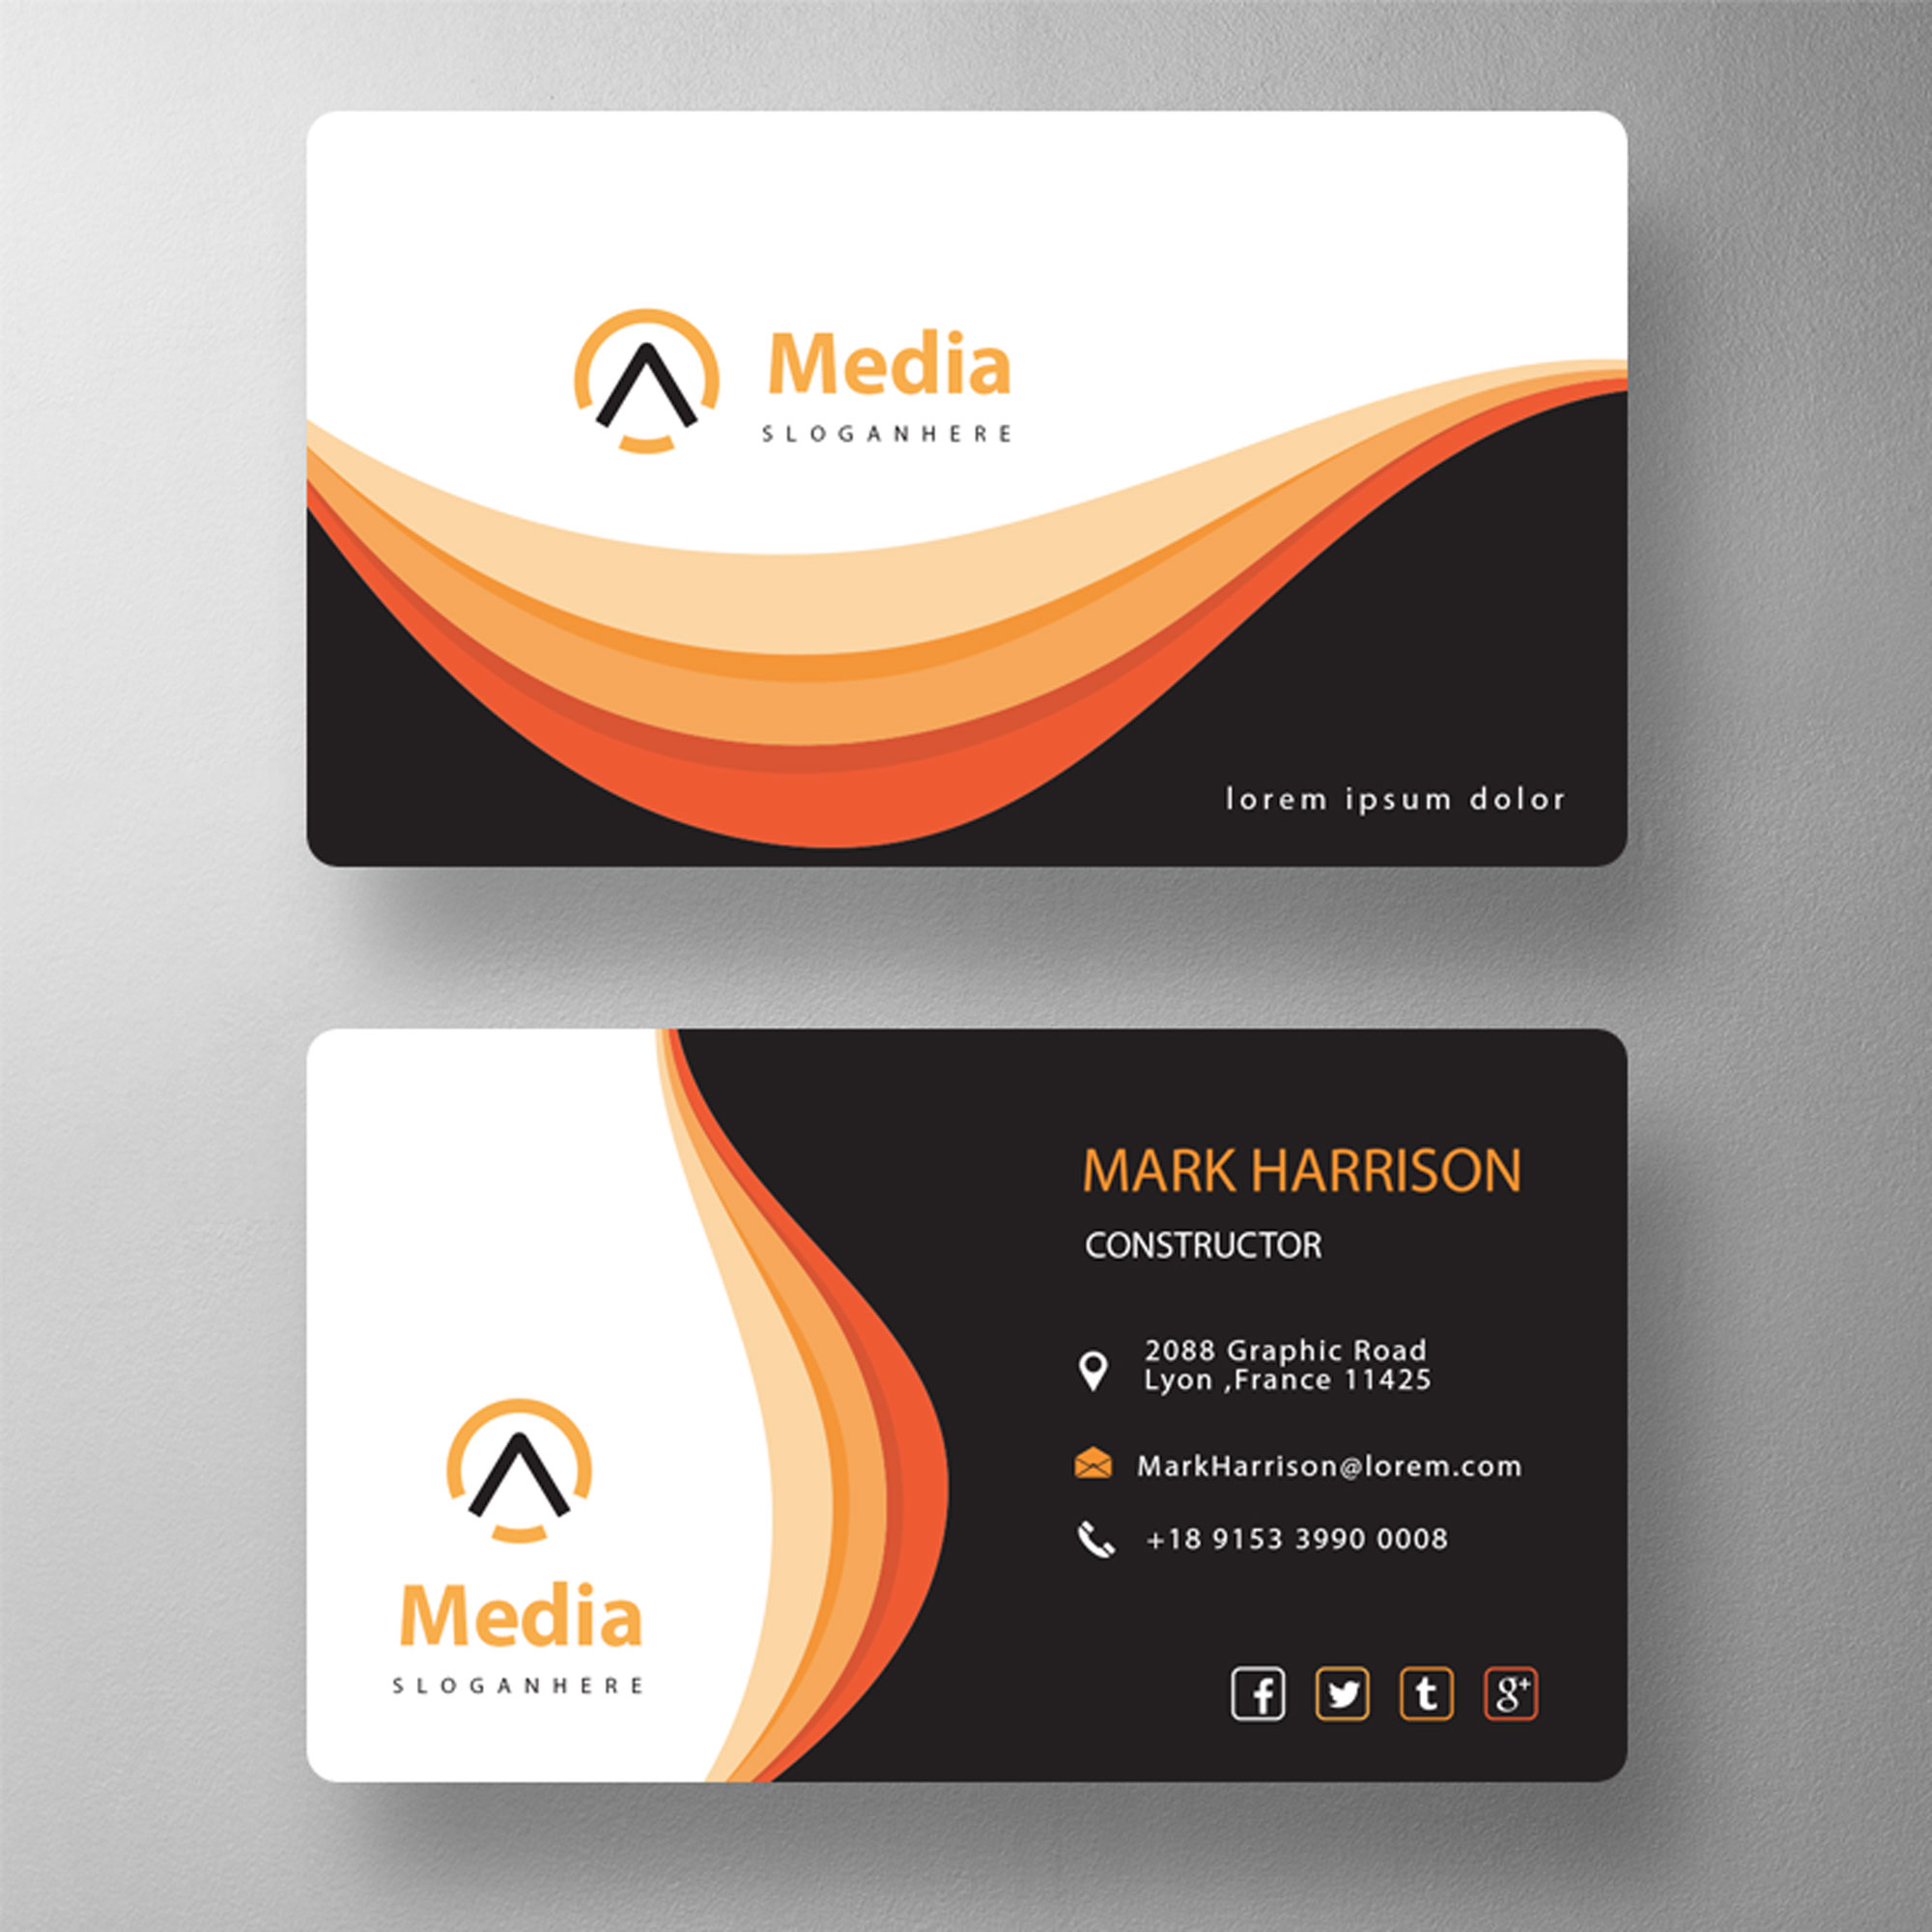 Media
SLOGANHERE
lorem ipsum dolor
MARK HARRISON
CONSTRUCTOR
2088 Graphic Road
Lyon ,France 11425
MarkHarrison@lorem.com
+18 9153 3990 0008
Media
SLOGANHERE
f t g+